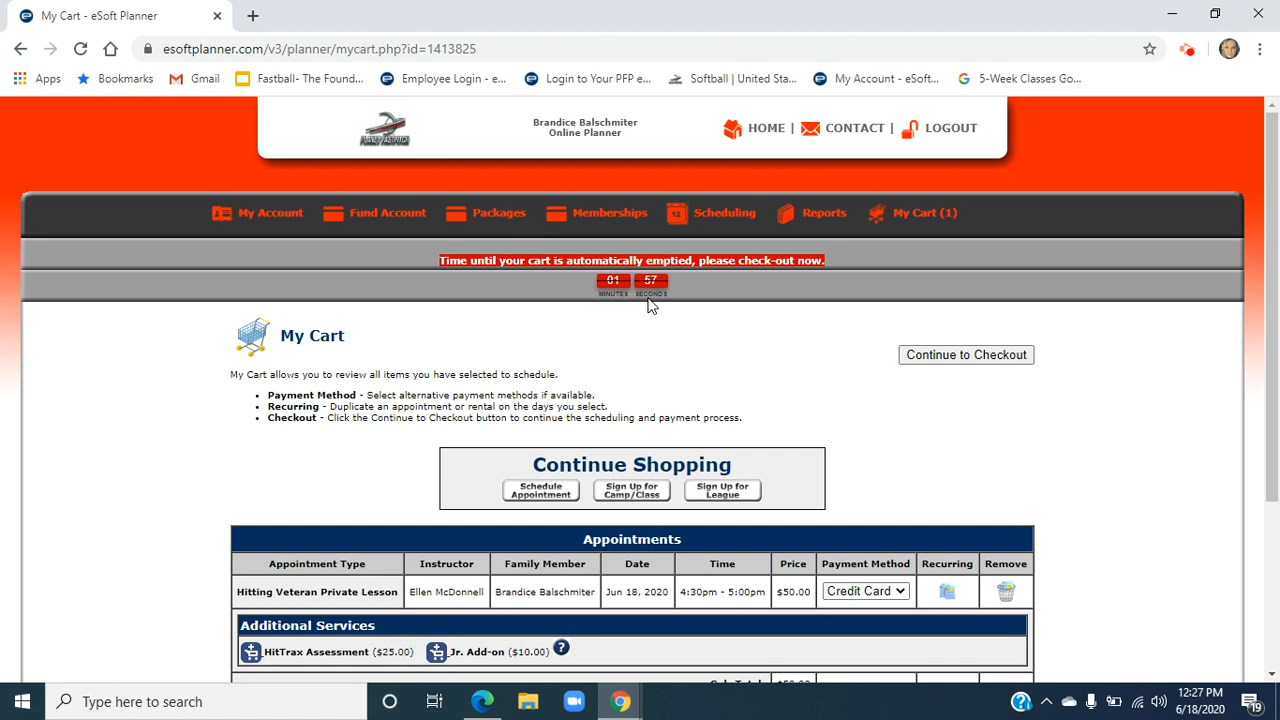 My Cart - eSoft Planner
esoftplanner.com/v3/planner/mycart.php?id=1413825
Apps Bookmarks Gmail Fastball- The Found... Employee Login - e... Login to Your PFP e... Softball | United Sta... My Account - eSoft... 5-Week Classes Go...
Brandice Balschmiter
Online Planner
HOME | CONTACT | LOGOUT
My Account Fund Account Packages Memberships 12 Scheduling Reports My Cart (1)
Time until your cart is automatically emptied, please check-out now.
01 57
MINUTES SECONDS
My Cart
Continue to Checkout
My Cart allows you to review all items you have selected to schedule.
• Payment Method - Select alternative payment methods if available.
• Recurring - Duplicate an appointment or rental on the days you select.
• Checkout - Click the Continue to Checkout button to continue the scheduling and payment process.
Continue Shopping
Schedule Appointment Sign Up for Camp/Class Sign Up for League
Appointments
Appointment Type Instructor Family Member Date Time Price Payment Method Recurring Remove
Hitting Veteran Private Lesson Ellen McDonnell Brandice Balschmiter Jun 18, 2020 4:30pm - 5:00pm $50.00 Credit Card
Additional Services
HitTrax Assessment ($25.00) Jr. Add-on ($10.00) ?
Type here to search
12:27 PM
6/18/2020
19